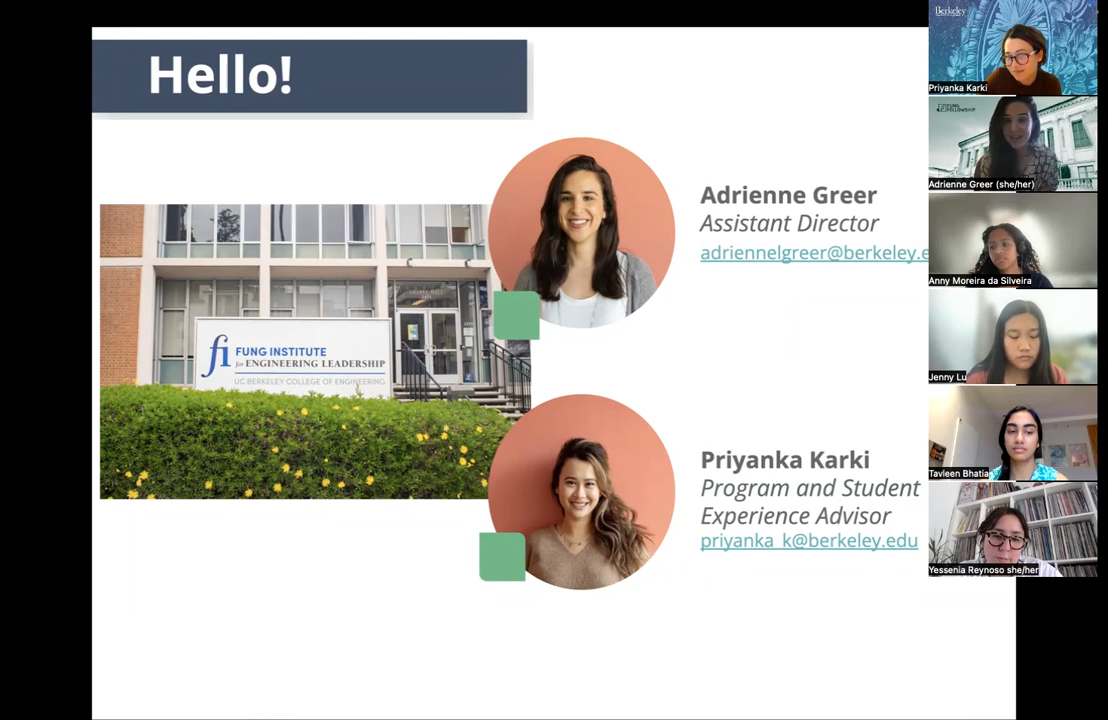 Hello!
Adrienne Greer
Assistant Director
adriennelgreer@berkeley.e
FUNG INSTITUTE
for ENGINEERING LEADERSHIP
UC BERKELEY COLLEGE OF ENGINEERING
Priyanka Karki
Program and Student
Experience Advisor
priyanka_k@berkeley.edu
Berkeley
Priyanka Karki
FUNG
FELLOWSHIP
Adrienne Greer (she/her)
Anny Moreira da Silveira
Jenny Lu
Tavleen Bhatia
Yessenia Reynoso she/her